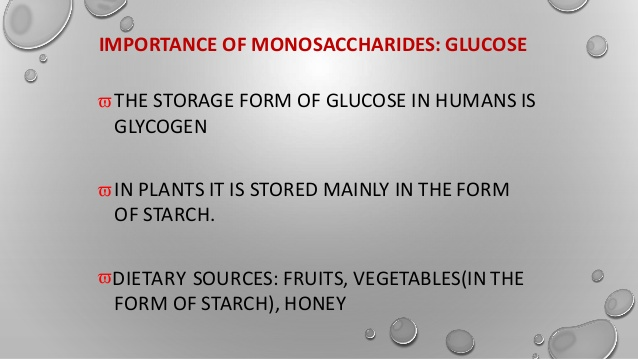 IMPORTANCE OF MONOSACCHARIDES: GLUCOSE
ϖ THE STORAGE FORM OF GLUCOSE IN HUMANS IS
GLYCOGEN
ϖ IN PLANTS IT IS STORED MAINLY IN THE FORM
OF STARCH.
ϖ DIETARY SOURCES: FRUITS, VEGETABLES(IN THE
FORM OF STARCH), HONEY